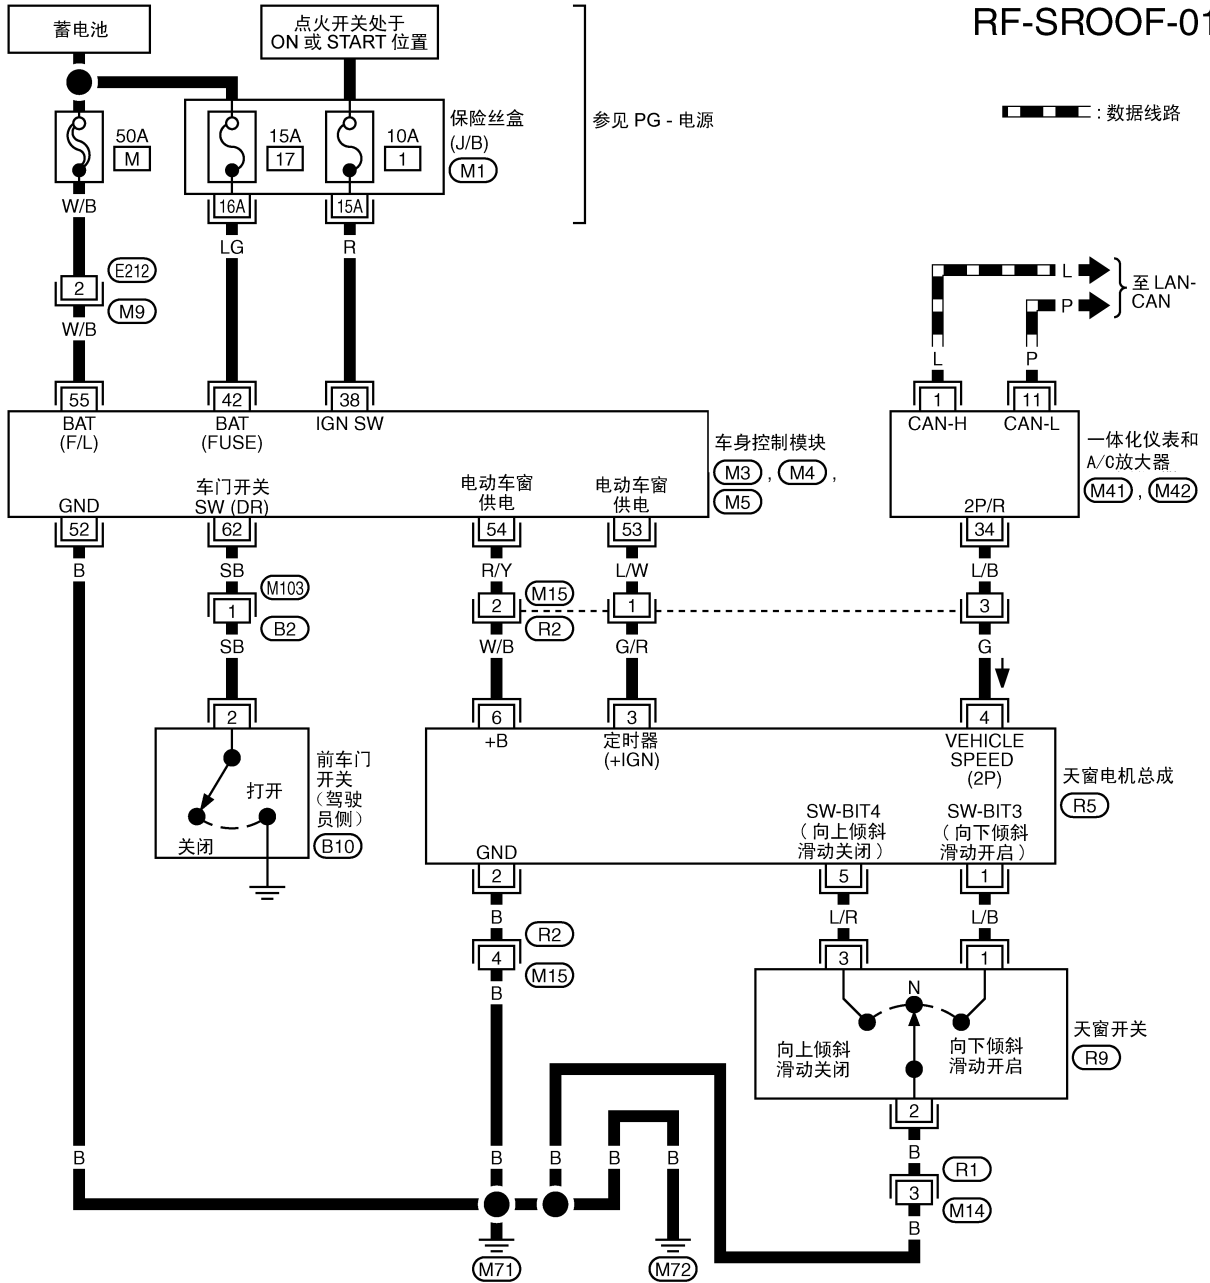 RF-SROOF-01
蓄电池
点火开关处于
ON 或 START 位置
: 数据线路
50A
M
15A
17
10A
1
保险丝盒
(J/B)
M1
参见 PG - 电源
W/B
16A
15A
LG
R
E212
2
M9
W/B
L
P
至 LAN-
CAN
L
P
55
42
38
1
11
BAT
(F/L)
BAT
(FUSE)
IGN SW
CAN-H
CAN-L
车身控制模块
M3 , M4 ,
M5
一体化仪表和
A/C放大器
M41 , M42
GND
车门开关
SW (DR)
电动车窗
供电
电动车窗
供电
2P/R
52
62
54
53
34
B
SB
R/Y
L/W
L/B
M103
1
B2
M15
2
R2
1
3
SB
W/B
G/R
G
2
6
3
4
+B
定时器
(+IGN)
VEHICLE
SPEED
(2P)
前车门
开关
（驾驶
员侧）
B10
打开
关闭
天窗电机总成
R5
SW-BIT4
（向上倾斜
滑动关闭）
SW-BIT3
（向下倾斜
滑动开启）
GND
2
5
1
B
L/R
L/B
R2
4
M15
3
1
B
N
向上倾斜
滑动关闭
向下倾斜
滑动开启
天窗开关
R9
2
B
B
B
B
B
B
R1
3
M14
B
M71
M72